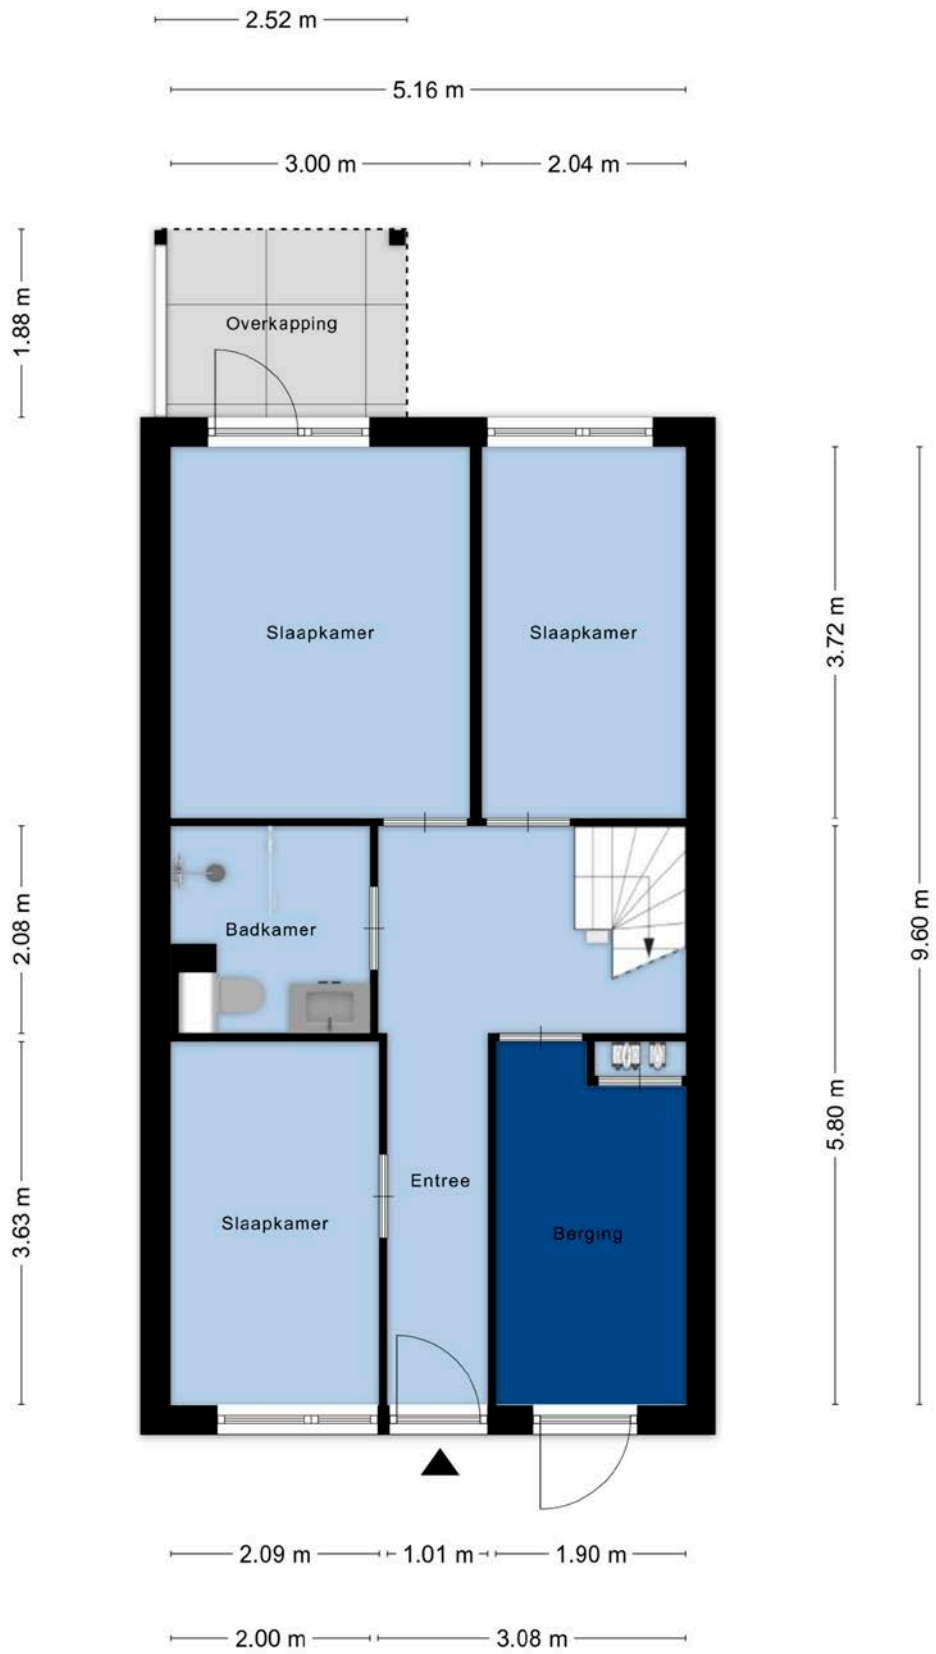 2.52 m
5.16 m
3.00 m
2.04 m
1.88 m
Overkapping
Slaapkamer
Slaapkamer
3.72 m
2.08 m
Badkamer
9.60 m
5.80 m
Entree
3.63 m
Slaapkamer
Berging
2.09 m
1.01 m
1.90 m
2.00 m
3.08 m